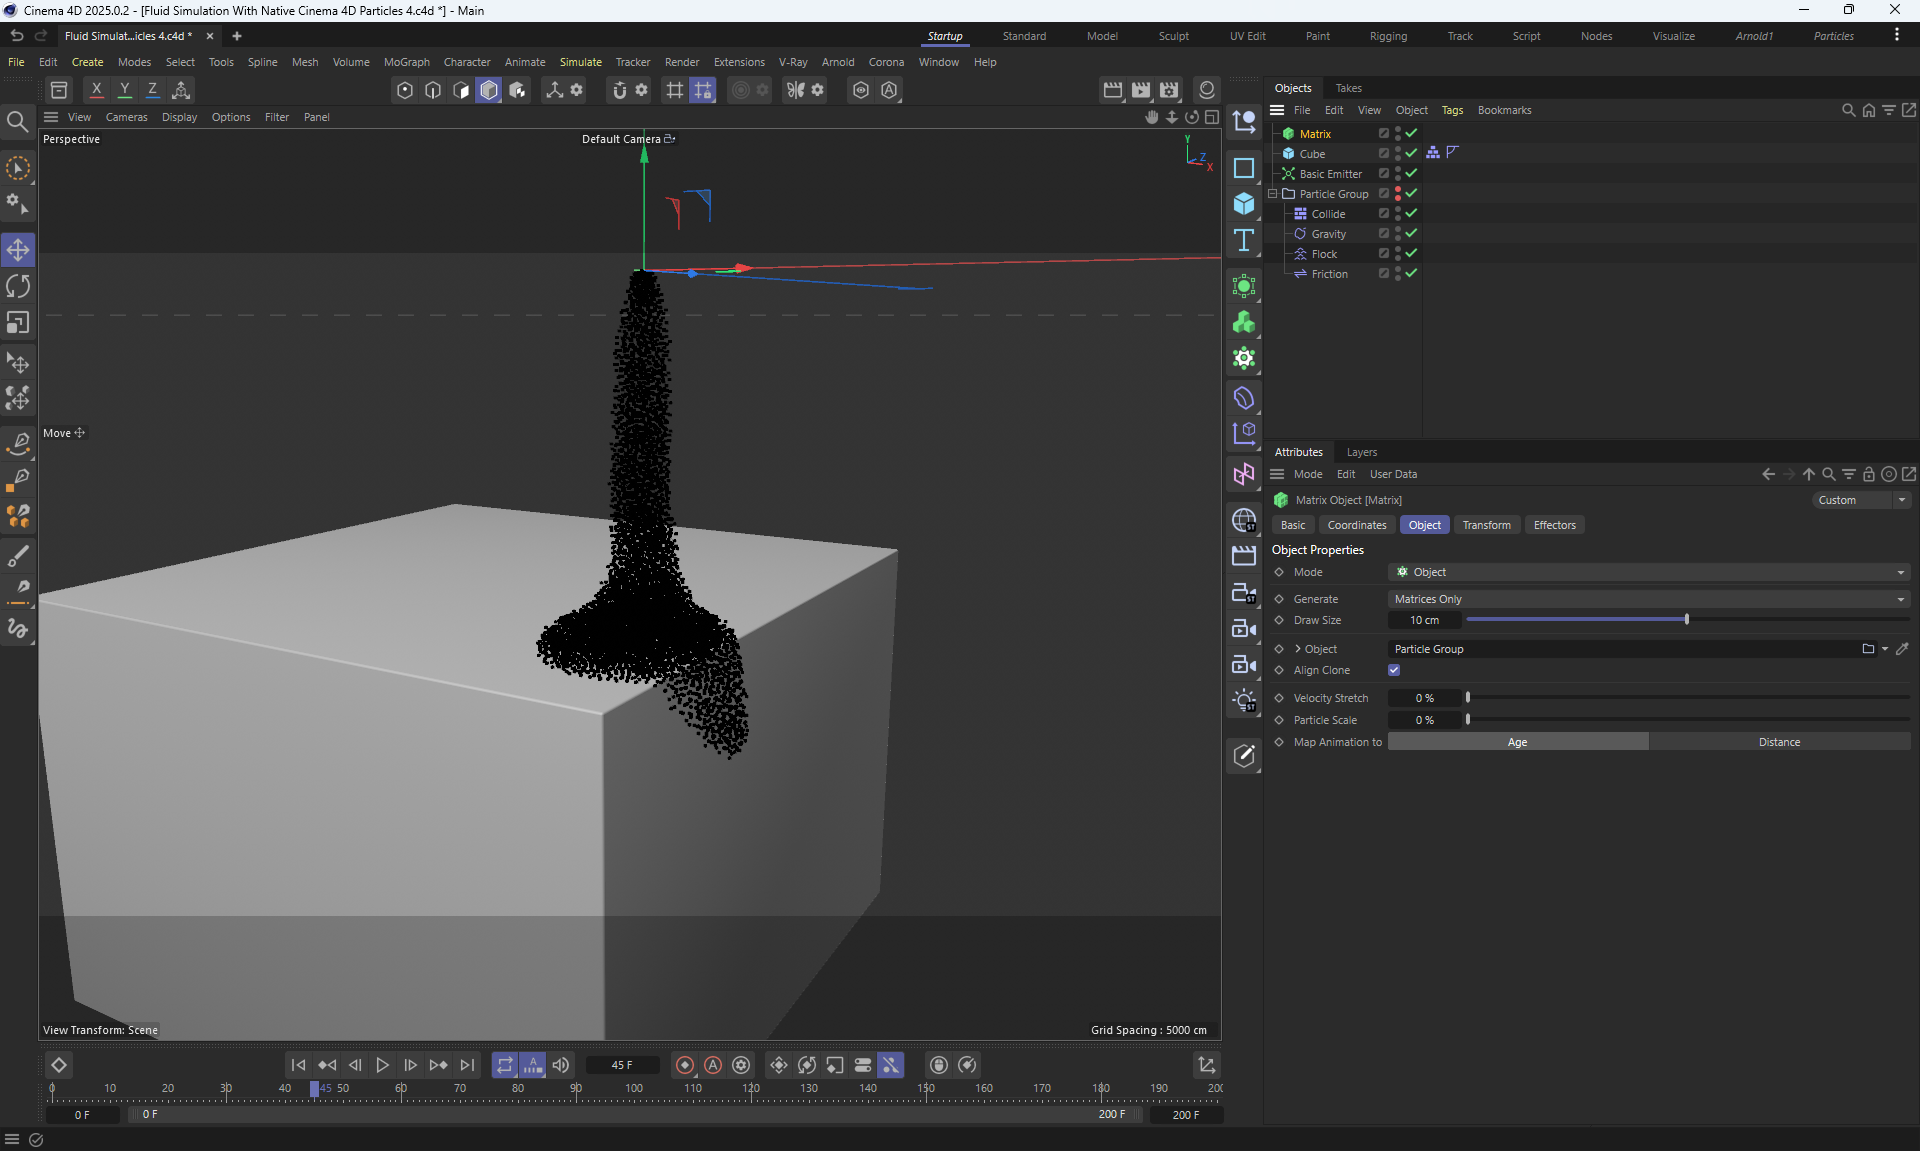 Cinema 4D 2025.0.2 - [Fluid Simulation With Native Cinema 4D Particles 4.c4d *] - Main
Fluid Simulat...icles 4.c4d *
Startup Standard Model Sculpt UV Edit Paint Rigging Track Script Nodes Visualize Arnold1 Particles
File Edit Create Modes Select Tools Spline Mesh Volume MoGraph Character Animate Simulate Tracker Render Extensions V-Ray Arnold Corona Window Help
X Y Z
Objects Takes
View Cameras Display Options Filter Panel
File Edit View Object Tags Bookmarks
Perspective
Default Camera
Y
Z
X
Matrix
Cube
Basic Emitter
Particle Group
Collide
Gravity
Flock
Friction
Move
Attributes Layers
Mode Edit User Data
Matrix Object [Matrix]
Custom
Basic Coordinates Object Transform Effectors
Object Properties
Mode Object
Generate Matrices Only
Draw Size 10 cm
Object Particle Group
Align Clone
Velocity Stretch 0 %
Particle Scale 0 %
Map Animation to Age Distance
View Transform: Scene
Grid Spacing : 5000 cm
45 F
0 10 20 30 40 45 50 60 70 80 90 100 110 120 130 140 150 160 170 180 190 20
0 F 0 F 200 F 200 F